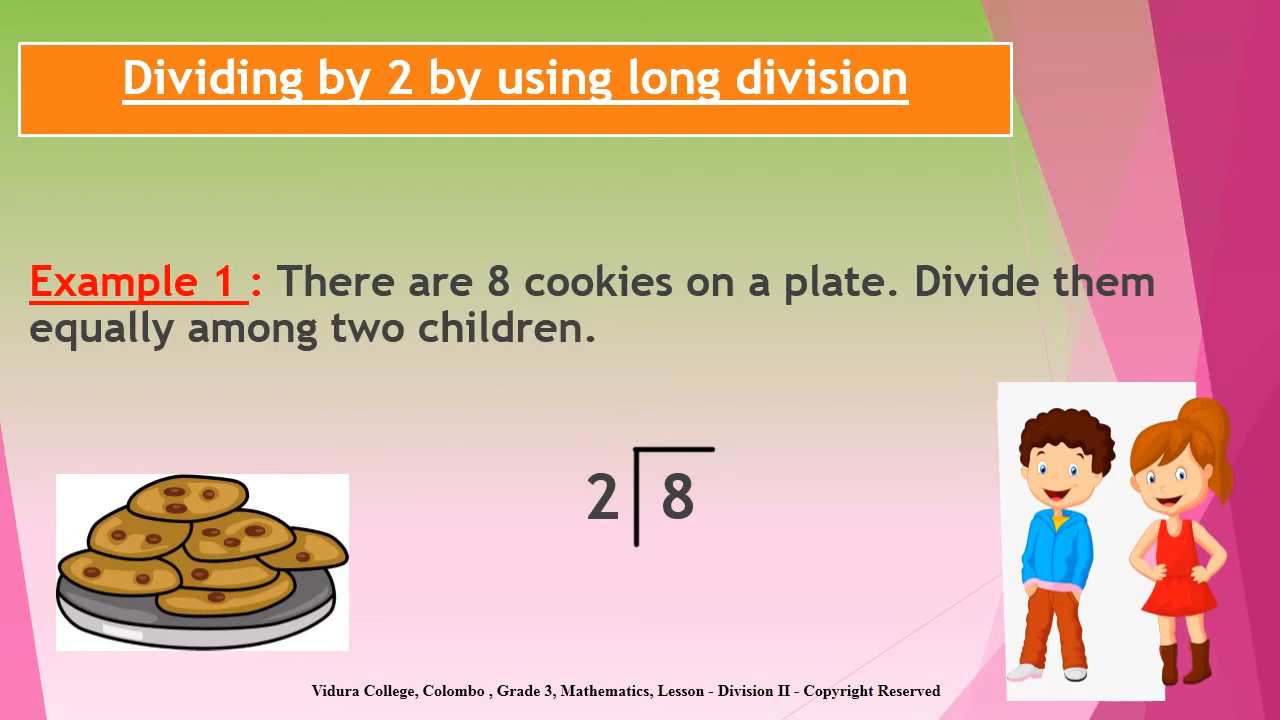 Dividing by 2 by using long division
Example 1 : There are 8 cookies on a plate. Divide them
equally among two children.
2 8
Vidura College, Colombo , Grade 3, Mathematics, Lesson - Division II - Copyright Reserved